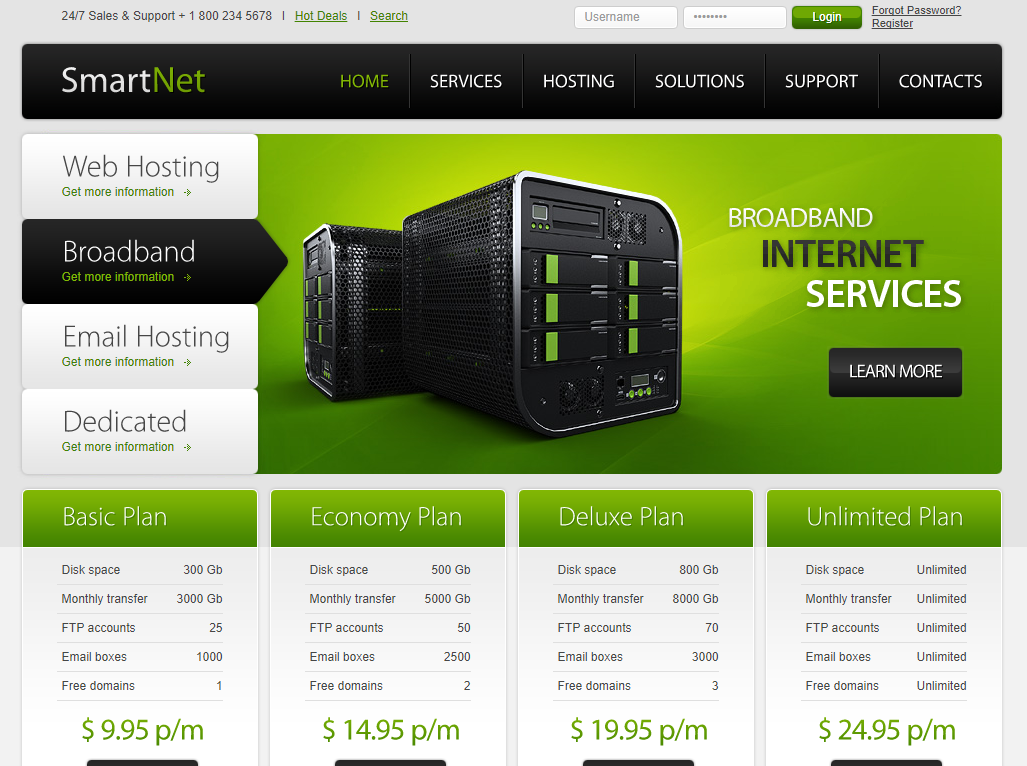 24/7 Sales & Support + 1 800 234 5678 I Hot Deals I Search
Username
Login
Forgot Password?
Register
SmartNet
HOME
SERVICES
HOSTING
SOLUTIONS
SUPPORT
CONTACTS
Web Hosting
Get more information
Broadband
Get more information
Email Hosting
Get more information
Dedicated
Get more information
BROADBAND
INTERNET
SERVICES
LEARN MORE
Basic Plan
Disk space 300 Gb
Monthly transfer 3000 Gb
FTP accounts 25
Email boxes 1000
Free domains 1
$ 9.95 p/m
Economy Plan
Disk space 500 Gb
Monthly transfer 5000 Gb
FTP accounts 50
Email boxes 2500
Free domains 2
$ 14.95 p/m
Deluxe Plan
Disk space 800 Gb
Monthly transfer 8000 Gb
FTP accounts 70
Email boxes 3000
Free domains 3
$ 19.95 p/m
Unlimited Plan
Disk space Unlimited
Monthly transfer Unlimited
FTP accounts Unlimited
Email boxes Unlimited
Free domains Unlimited
$ 24.95 p/m